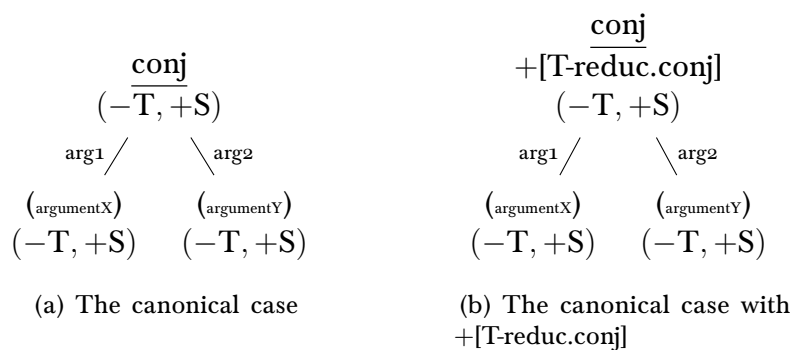 conj
(−T, +S)
arg1 arg2
(argumentX) (argumentY)
(−T, +S) (−T, +S)
(a) The canonical case
conj
+[T-reduc.conj]
(−T, +S)
arg1 arg2
(argumentX) (argumentY)
(−T, +S) (−T, +S)
(b) The canonical case with
+[T-reduc.conj]